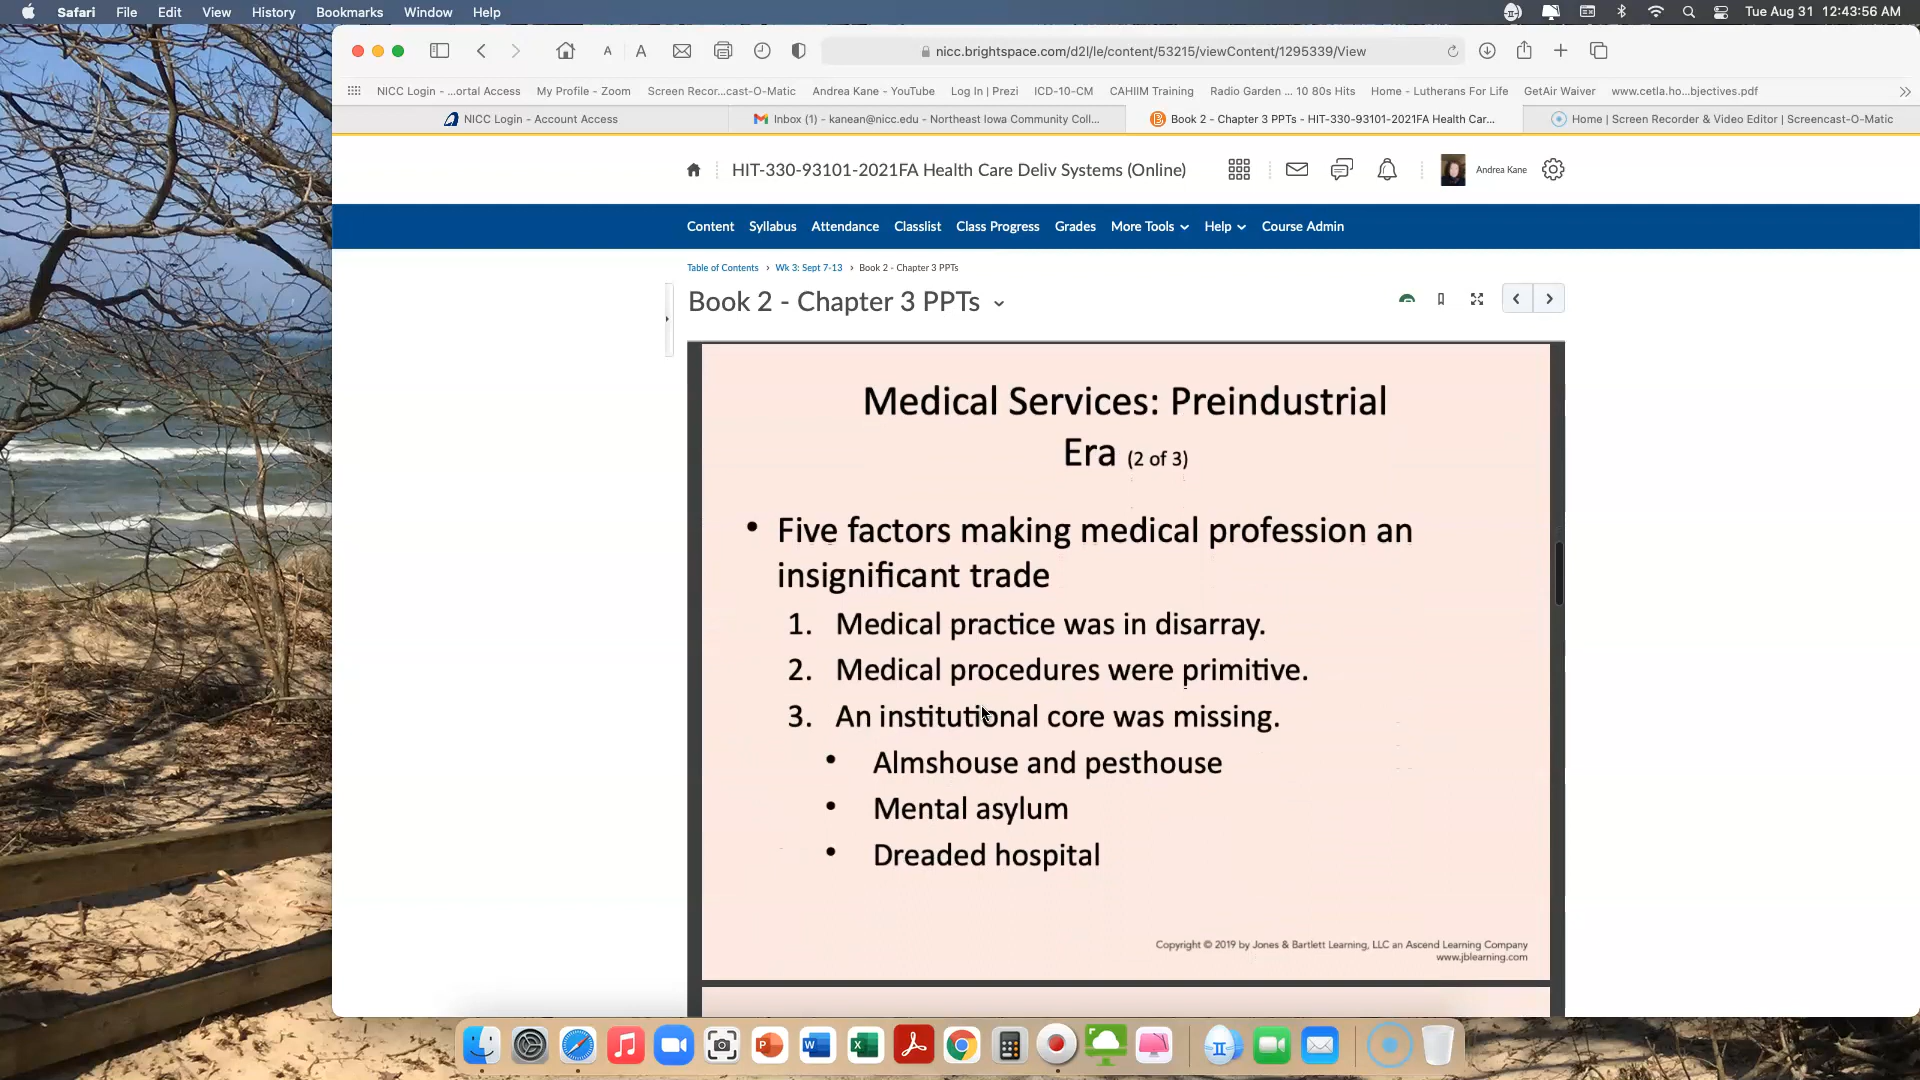 Safari File Edit View History Bookmarks Window Help Tue Aug 31 12:43:56 AM
A A nicc.brightspace.com/d2l/le/content/53215/viewContent/1295339/View
NICC Login - ...ortal Access My Profile - Zoom Screen Recor...cast-O-Matic Andrea Kane - YouTube Log In | Prezi ICD-10-CM CAHIIM Training Radio Garden ... 10 80s Hits Home - Lutherans For Life GetAir Waiver www.cetla.ho...bjectives.pdf
NICC Login - Account Access Inbox (1) - kanean@nicc.edu - Northeast Iowa Community Coll... Book 2 - Chapter 3 PPTs - HIT-330-93101-2021FA Health Car... Home | Screen Recorder & Video Editor | Screencast-O-Matic
HIT-330-93101-2021FA Health Care Deliv Systems (Online) Andrea Kane
Content Syllabus Attendance Classlist Class Progress Grades More Tools Help Course Admin
Table of Contents › Wk 3: Sept 7-13 › Book 2 - Chapter 3 PPTs
Book 2 - Chapter 3 PPTs
Medical Services: Preindustrial
Era (2 of 3)
• Five factors making medical profession an
insignificant trade
1. Medical practice was in disarray.
2. Medical procedures were primitive.
3. An institutional core was missing.
• Almshouse and pesthouse
• Mental asylum
• Dreaded hospital
Copyright © 2019 by Jones & Bartlett Learning, LLC an Ascend Learning Company
www.jblearning.com